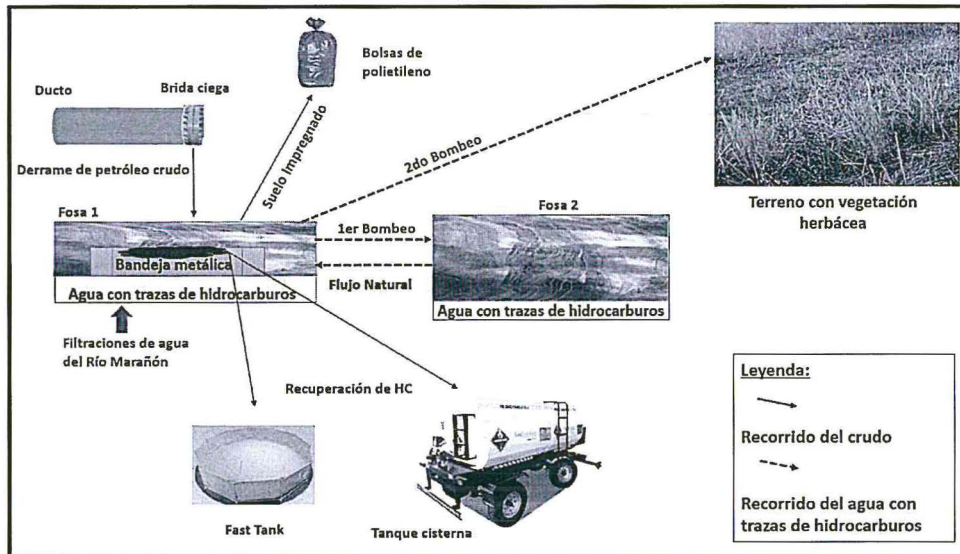 Bolsas de
polietileno
Ducto
Brida ciega
Derrame de petróleo crudo
Suelo Impregnado
2do Bombeo
Terreno con vegetación
herbácea
Fosa 1
Fosa 2
1er Bombeo
Bandeja metálica
Flujo Natural
Agua con trazas de hidrocarburos
Agua con trazas de hidrocarburos
Filtraciones de agua
del Río Marañón
Recuperación de HC
Fast Tank
Tanque cisterna
Leyenda:
Recorrido del crudo
Recorrido del agua con
trazas de hidrocarburos